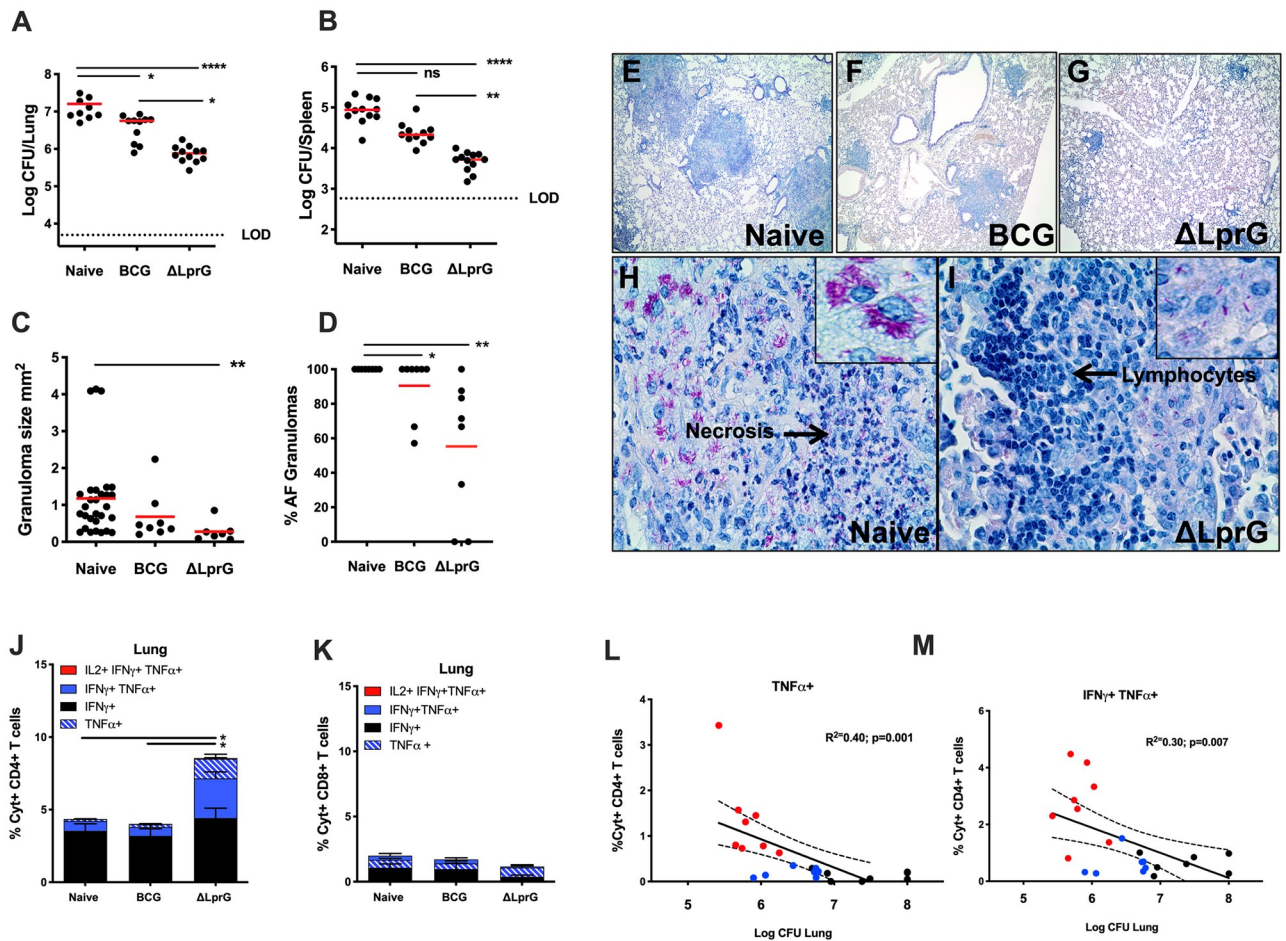 A
****
*
*
Log CFU/Lung
7
6
5
4
LOD
Naive
BCG
ΔLprG
B
****
ns
**
Log CFU/Spleen
6
5
4
3
2
LOD
Naive
BCG
ΔLprG
C
**
Granuloma size mm2
5
4
3
2
1
0
Naive
BCG
ΔLprG
D
**
*
% AF Granulomas
100
80
60
40
20
0
Naive
BCG
ΔLprG
E
Naive
F
BCG
G
ΔLprG
H
Necrosis
Naive
I
Lymphocytes
ΔLprG
J
Lung
IL2+ IFNγ+ TNFα+
IFNγ+ TNFα+
IFNγ+
TNFα+
*
*
% Cyt+ CD4+ T cells
15
10
5
0
Naive
BCG
ΔLprG
K
Lung
IL2+ IFNγ+TNFα+
IFNγ+TNFα+
IFNγ+
TNFα +
% Cyt+ CD8+ T cells
15
10
5
0
Naive
BCG
ΔLprG
L
TNFα+
R2=0.40; p=0.001
%Cyt+ CD4+ T cells
4
3
2
1
0
5
6
7
8
Log CFU Lung
M
IFNγ+ TNFα+
R2=0.30; p=0.007
% Cyt+ CD4+ T cells
6
4
2
0
5
6
7
8
Log CFU Lung